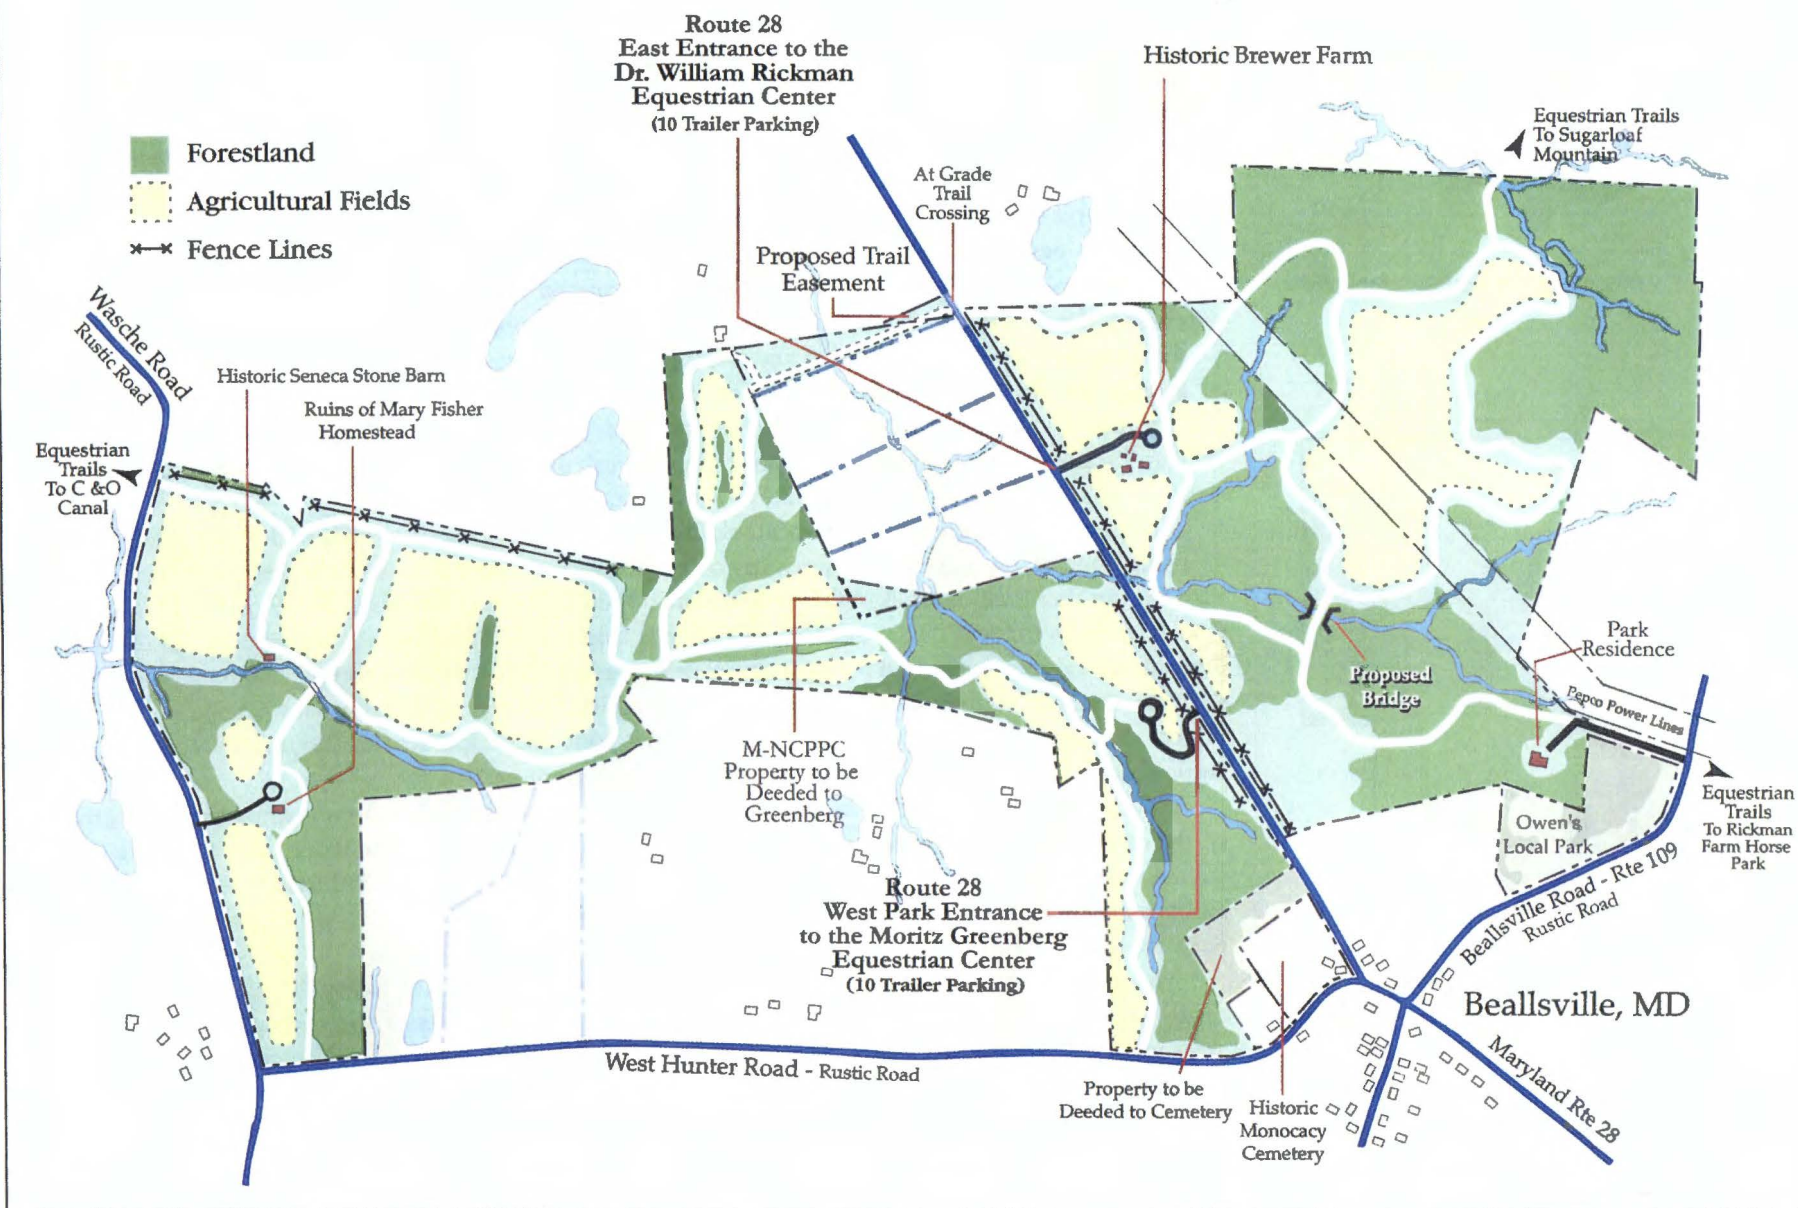 Route 28
East Entrance to the
Dr. William Rickman
Equestrian Center
(10 Trailer Parking)
Historic Brewer Farm
Equestrian Trails
To Sugarloaf
Mountain
Forestland
Agricultural Fields
Fence Lines
At Grade
Trail
Crossing
Proposed Trail
Easement
Wasche Road
Rustic Road
Historic Seneca Stone Barn
Ruins of Mary Fisher
Homestead
Equestrian
Trails
To C &O
Canal
Park
Residence
Proposed
Bridge
Pepco Power Lines
M-NCPPC
Property to be
Deeded to
Greenberg
Equestrian
Trails
To Rickman
Farm Horse
Park
Owen's
Local Park
Route 28
West Park Entrance
to the Moritz Greenberg
Equestrian Center
(10 Trailer Parking)
Beallsville Road - Rte 109
Rustic Road
Beallsville, MD
Maryland Rte 28
West Hunter Road - Rustic Road
Property to be
Deeded to Cemetery
Historic
Monocacy
Cemetery